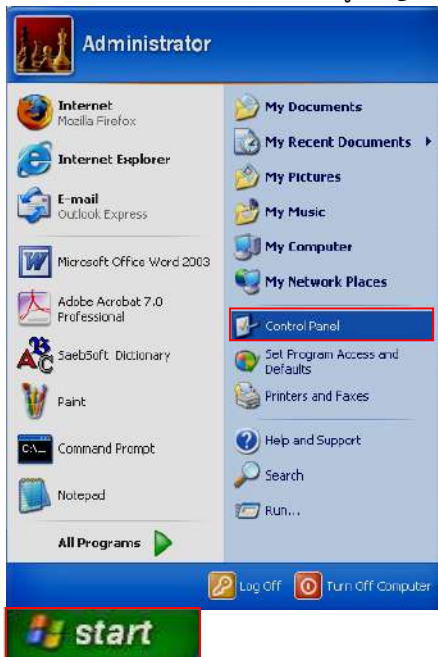 Administrator
Internet
Mozilla Firefox
Internet Explorer
E-mail
Outlook Express
Microsoft Office Word 2003
Adobe Acrobat 7.0
Professional
SaebSoft Dictionary
Paint
Command Prompt
Notepad
All Programs
My Documents
My Recent Documents
My Pictures
My Music
My Computer
My Network Places
Control Panel
Set Program Access and
Defaults
Printers and Faxes
Help and Support
Search
Run...
Log Off
Turn Off Computer
start